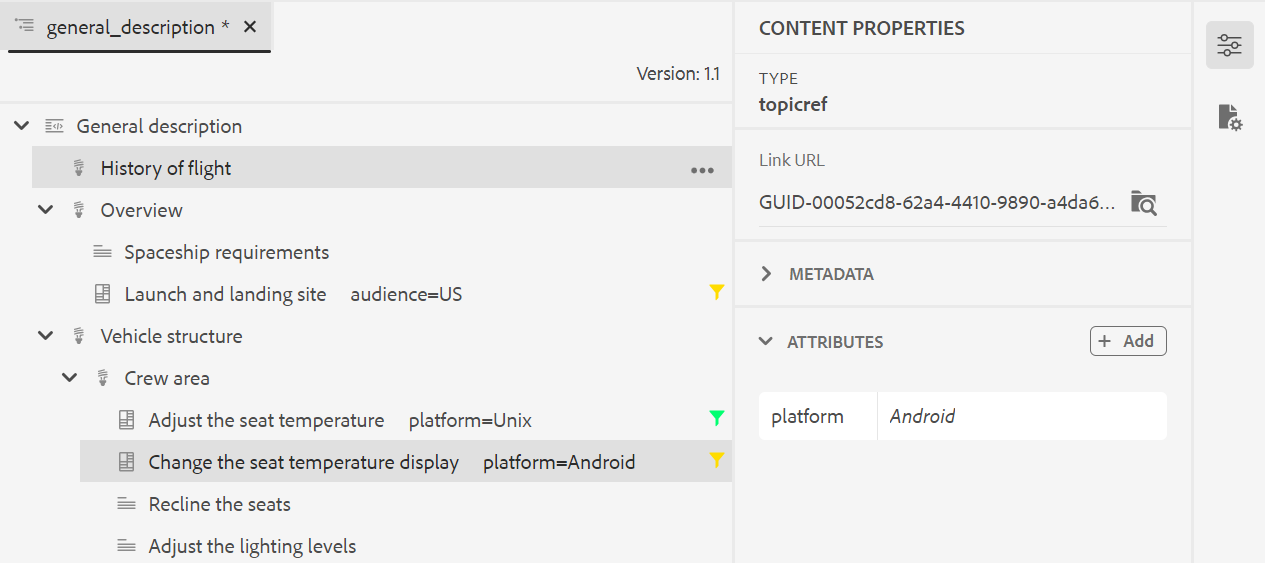 general_description *
Version: 1.1
General description
History of flight
Overview
Spaceship requirements
Launch and landing site audience=US
Vehicle structure
Crew area
Adjust the seat temperature platform=Unix
Change the seat temperature display platform=Android
Recline the seats
Adjust the lighting levels
CONTENT PROPERTIES
TYPE
topicref
Link URL
GUID-00052cd8-62a4-4410-9890-a4da6...
METADATA
ATTRIBUTES + Add
platform Android